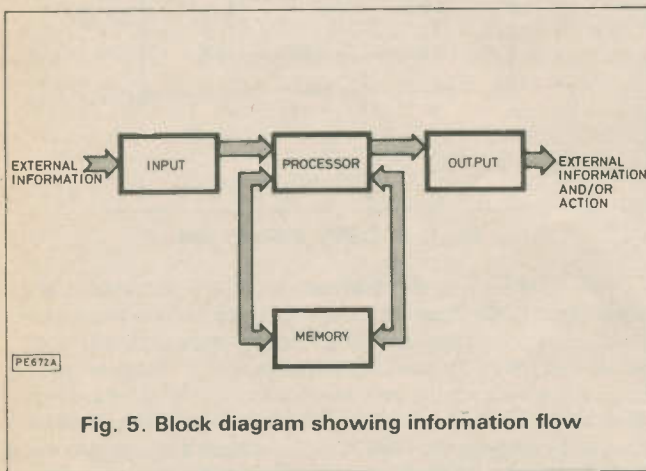 EXTERNAL
INFORMATION
INPUT
PROCESSOR
OUTPUT
EXTERNAL
INFORMATION
AND/OR
ACTION
MEMORY
PE672A
Fig. 5. Block diagram showing information flow